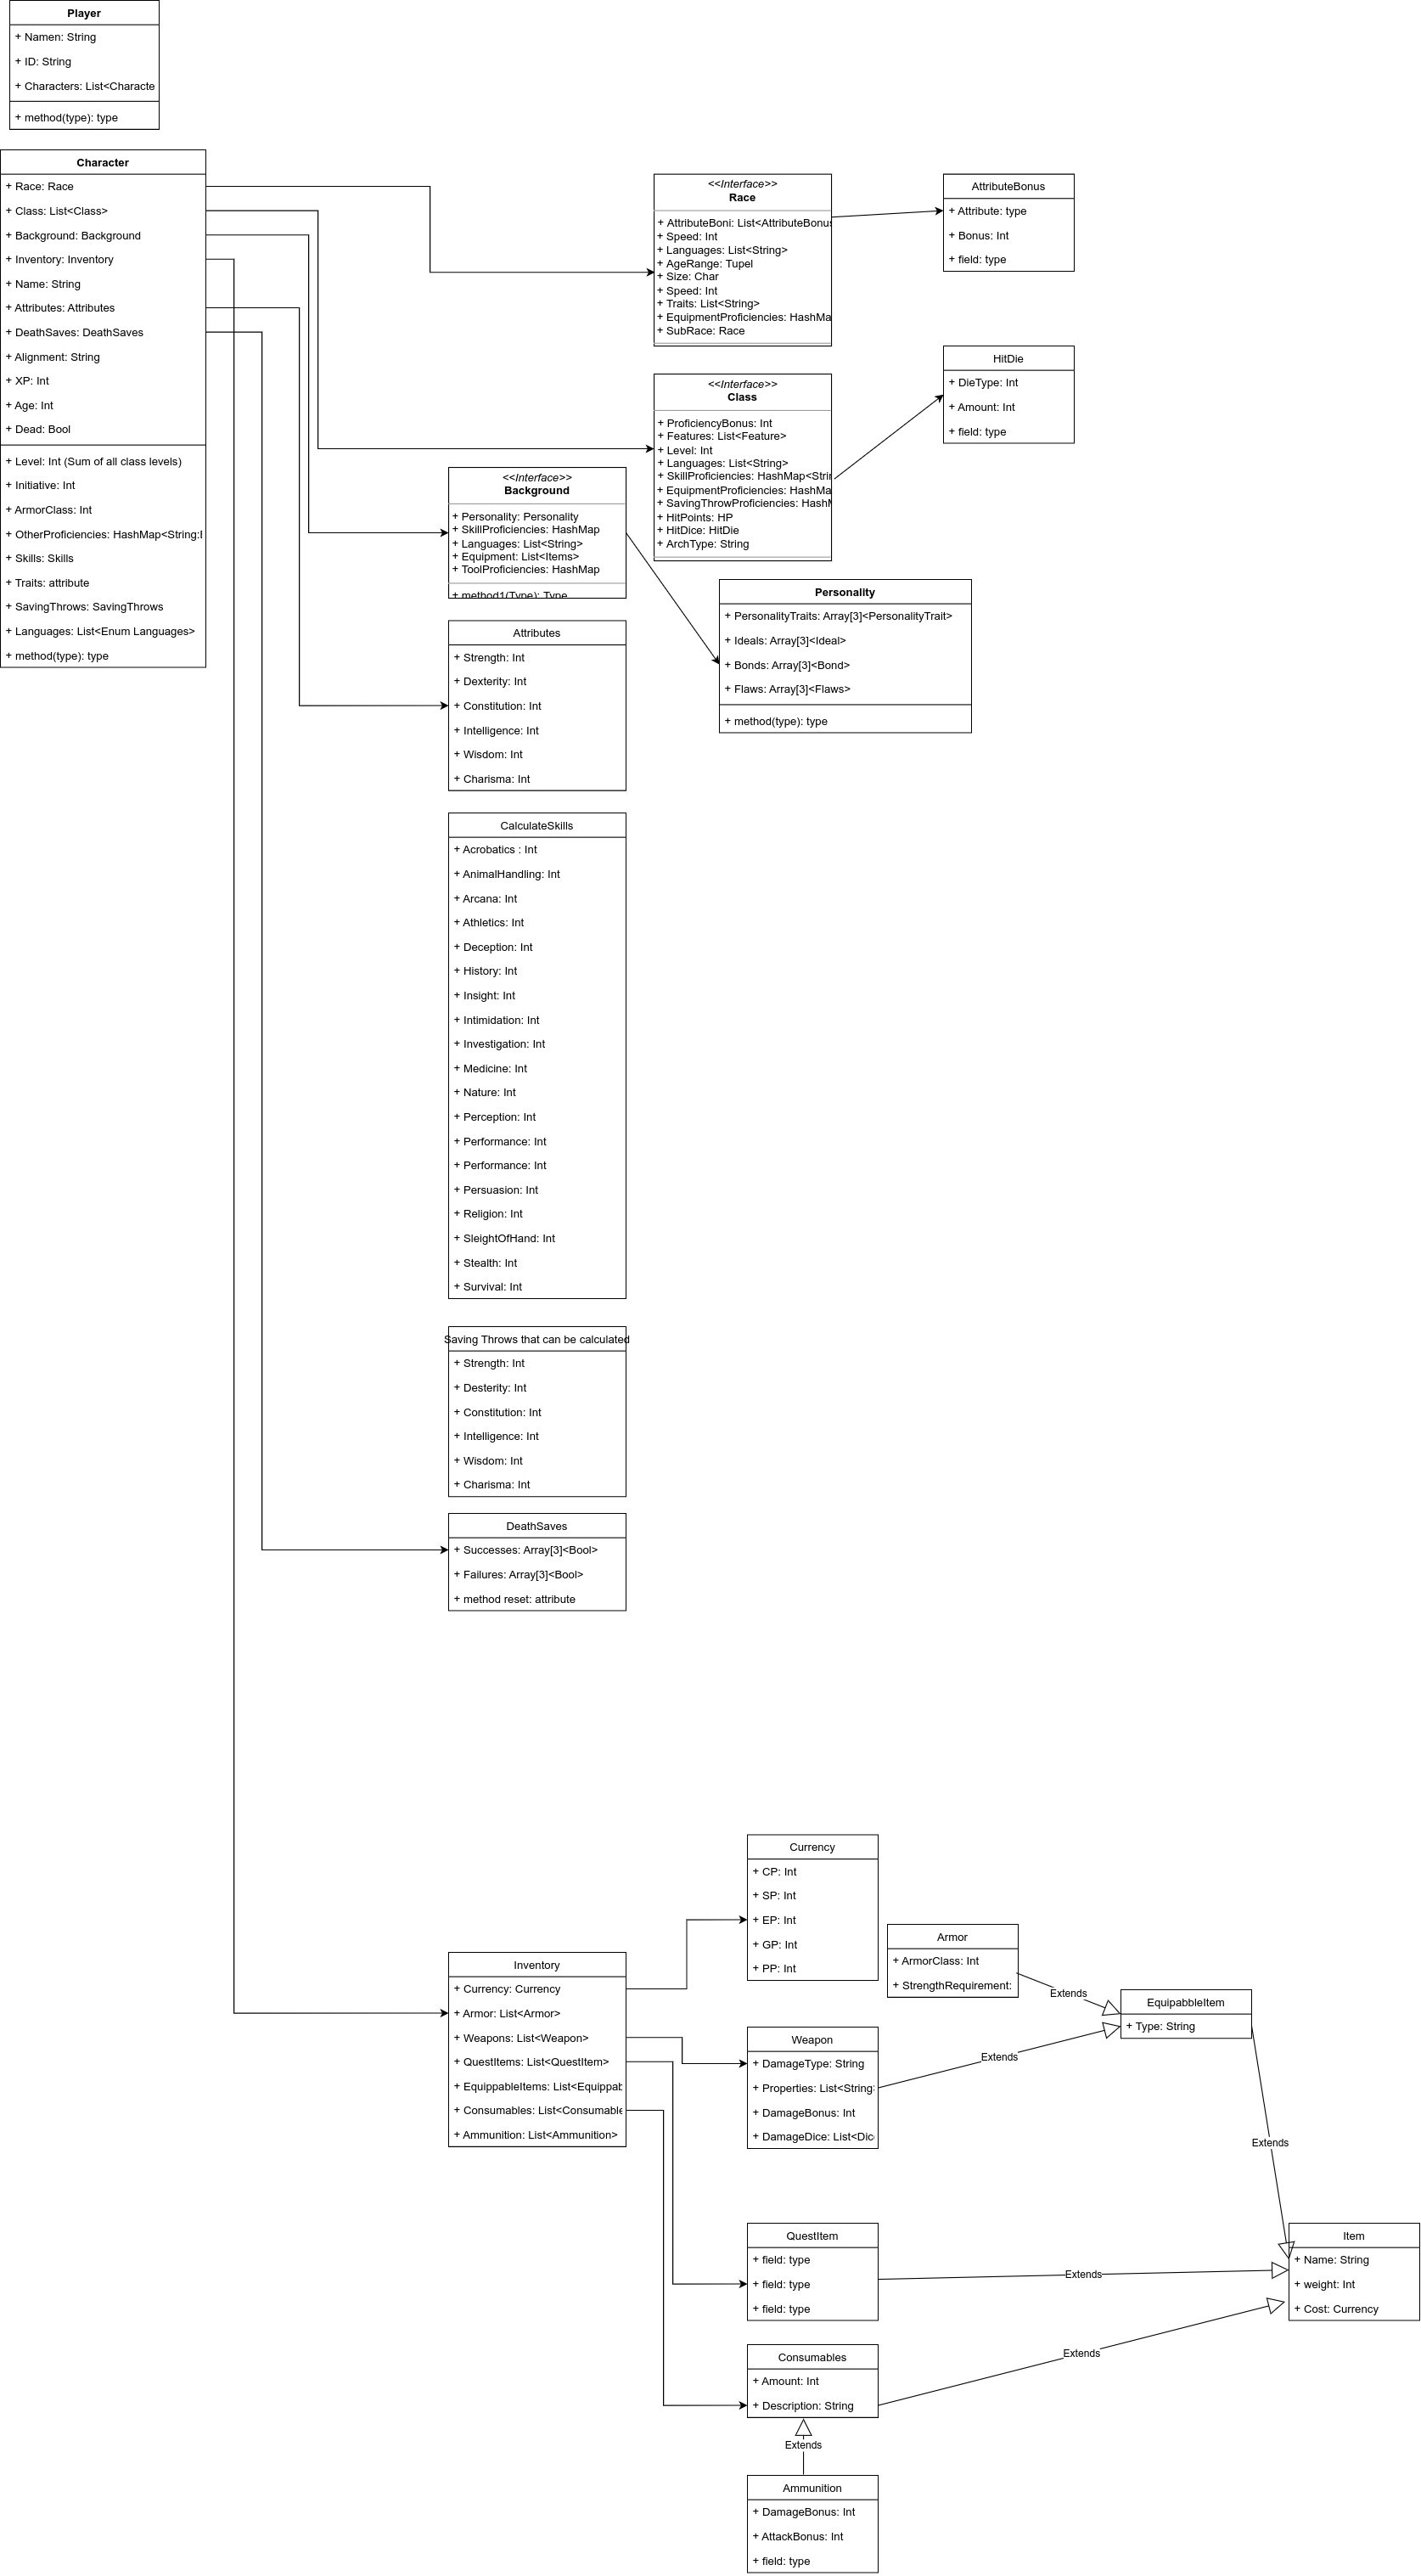 Player
+ Namen: String
+ ID: String
+ Characters: List<Characte
+ method(type): type
Character
+ Race: Race
+ Class: List<Class>
+ Background: Background
+ Inventory: Inventory
+ Name: String
+ Attributes: Attributes
+ DeathSaves: DeathSaves
+ Alignment: String
+ XP: Int
+ Age: Int
+ Dead: Bool
+ Level: Int (Sum of all class levels)
+ Initiative: Int
+ ArmorClass: Int
+ OtherProficiencies: HashMap<String:
+ Skills: Skills
+ Traits: attribute
+ SavingThrows: SavingThrows
+ Languages: List<Enum Languages>
+ method(type): type
<<Interface>>
Race
+ AttributeBoni: List<AttributeBonus
+ Speed: Int
+ Languages: List<String>
+ AgeRange: Tupel
+ Size: Char
+ Speed: Int
+ Traits: List<String>
+ EquipmentProficiencies: HashMa
+ SubRace: Race
AttributeBonus
+ Attribute: type
+ Bonus: Int
+ field: type
HitDie
+ DieType: Int
+ Amount: Int
+ field: type
<<Interface>>
Class
+ ProficiencyBonus: Int
+ Features: List<Feature>
+ Level: Int
+ Languages: List<String>
+ SkillProficiencies: HashMap<Strin
+ EquipmentProficiencies: HashMa
+ SavingThrowProficiencies: HashM
+ HitPoints: HP
+ HitDice: HitDie
+ ArchType: String
<<Interface>>
Background
+ Personality: Personality
+ SkillProficiencies: HashMap
+ Languages: List<String>
+ Equipment: List<Items>
+ ToolProficiencies: HashMap
+ method1(Type): Type
Personality
+ PersonalityTraits: Array[3]<PersonalityTrait>
+ Ideals: Array[3]<Ideal>
+ Bonds: Array[3]<Bond>
+ Flaws: Array[3]<Flaws>
+ method(type): type
Attributes
+ Strength: Int
+ Dexterity: Int
+ Constitution: Int
+ Intelligence: Int
+ Wisdom: Int
+ Charisma: Int
CalculateSkills
+ Acrobatics : Int
+ AnimalHandling: Int
+ Arcana: Int
+ Athletics: Int
+ Deception: Int
+ History: Int
+ Insight: Int
+ Intimidation: Int
+ Investigation: Int
+ Medicine: Int
+ Nature: Int
+ Perception: Int
+ Performance: Int
+ Performance: Int
+ Persuasion: Int
+ Religion: Int
+ SleightOfHand: Int
+ Stealth: Int
+ Survival: Int
Saving Throws that can be calculated
+ Strength: Int
+ Desterity: Int
+ Constitution: Int
+ Intelligence: Int
+ Wisdom: Int
+ Charisma: Int
DeathSaves
+ Successes: Array[3]<Bool>
+ Failures: Array[3]<Bool>
+ method reset: attribute
Inventory
+ Currency: Currency
+ Armor: List<Armor>
+ Weapons: List<Weapon>
+ QuestItems: List<QuestItem>
+ EquippableItems: List<Equippab
+ Consumables: List<Consumable
+ Ammunition: List<Ammunition>
Currency
+ CP: Int
+ SP: Int
+ EP: Int
+ GP: Int
+ PP: Int
Armor
+ ArmorClass: Int
+ StrengthRequirement:
Extends
EquipabbleItem
+ Type: String
Weapon
+ DamageType: String
+ Properties: List<String>
+ DamageBonus: Int
+ DamageDice: List<Dic
Extends
Extends
QuestItem
+ field: type
+ field: type
+ field: type
Extends
Item
+ Name: String
+ weight: Int
+ Cost: Currency
Consumables
+ Amount: Int
+ Description: String
Extends
Extends
Ammunition
+ DamageBonus: Int
+ AttackBonus: Int
+ field: type